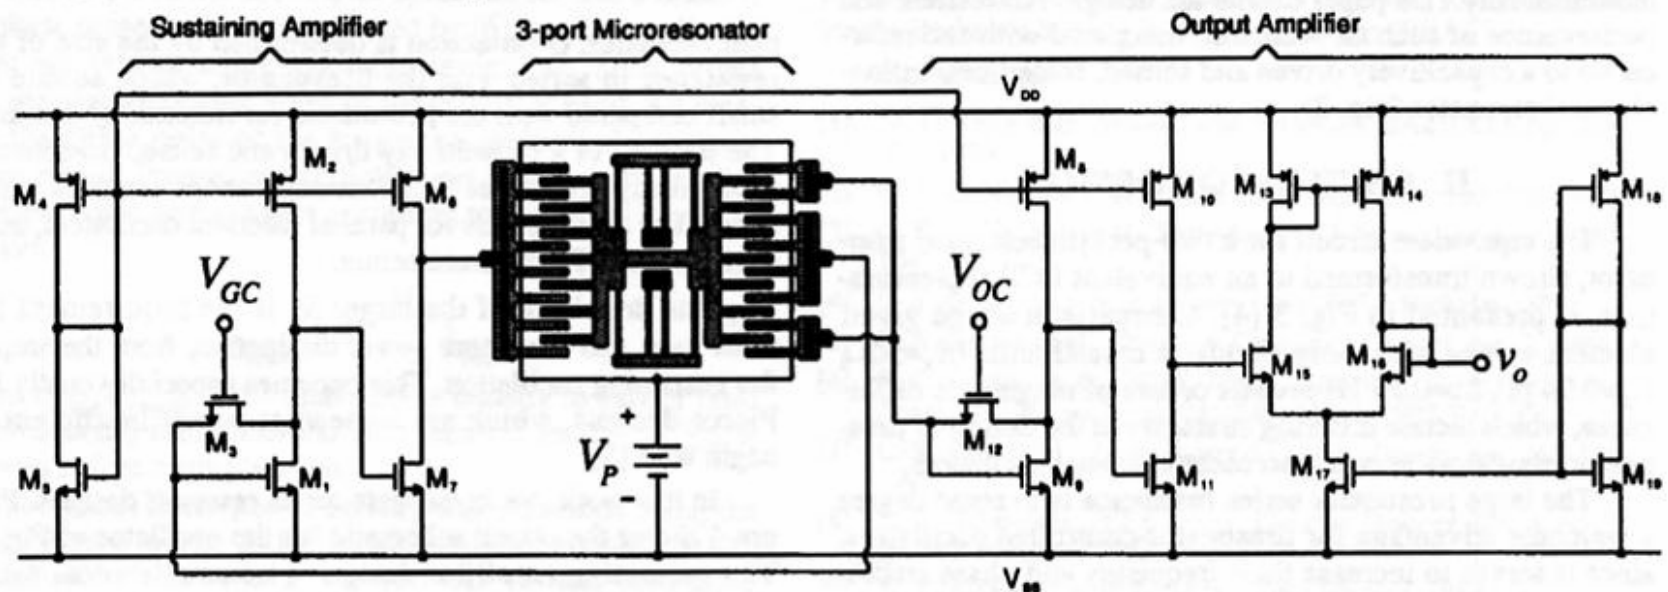 Sustaining Amplifier
3-port Microresonator
Output Amplifier
V_DD
M_2
M_8
M_4
M_6
M_10
M_13
M_14
M_18
V_GC
V_OC
M_15
M_16
v_o
M_3
+
V_P
−
M_12
M_5
M_1
M_7
M_9
M_11
M_17
M_19
V_SS